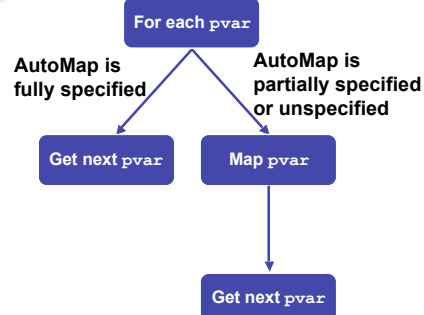 For each pvar
AutoMap is
fully specified
AutoMap is
partially specified
or unspecified
Get next pvar
Map pvar
Get next pvar